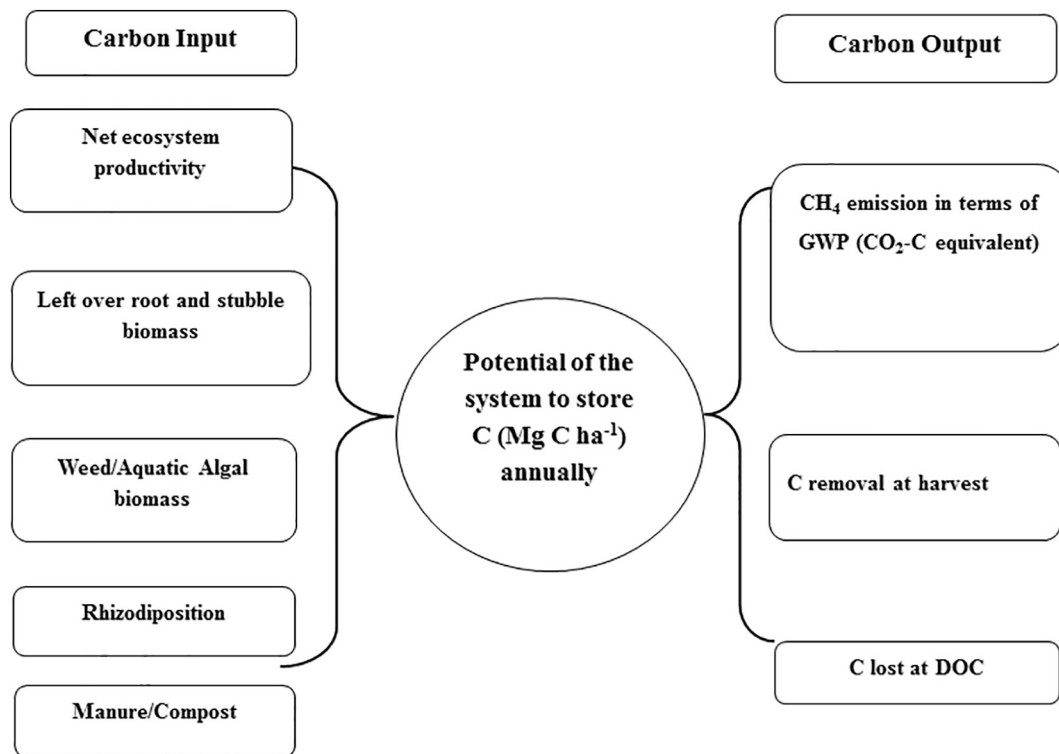 Carbon Input
Net ecosystem
productivity
Left over root and stubble
biomass
Weed/Aquatic Algal
biomass
Rhizodiposition
Manure/Compost
Potential of the
system to store
C (Mg C ha⁻¹)
annually
Carbon Output
CH₄ emission in terms of
GWP (CO₂-C equivalent)
C removal at harvest
C lost at DOC